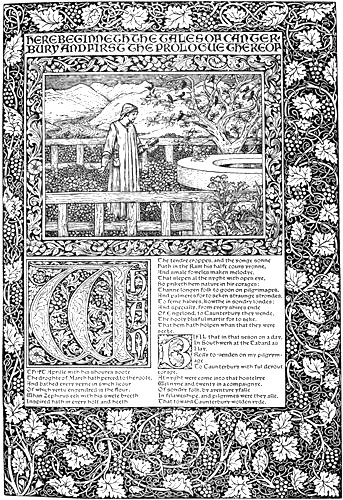 HERE BEGINNETH THE TALES OF CANTER
BURY AND FIRST THE PROLOGUE THEREOF
Whan
THAT Aprille with his shoures soote
The droghte of March hath perced to the roote,
And bathed every veyne in swich licour,
Of which vertu engendred is the flour;
Whan Zephirus eek with his swete breeth
Inspired hath in every holt and heeth
The tendre croppes, and the yonge sonne
Hath in the Ram his halfe cours yronne,
And smale foweles maken melodye,
That slepen al the nyght with open eye,
So priketh hem nature in hir corages;
Thanne longen folk to goon on pilgrimages,
And palmeres for to seken straunge strondes,
To ferne halwes, kowthe in sondry londes;
And specially, from every shires ende
Of Engelond, to Caunterbury they wende,
The hooly blisful martir for to seke,
That hem hath holpen whan that they were
seeke.
BIFIL that in that seson on a day,
In Southwerk at the Tabard as
I lay,
Redy to wenden on my pilgrym-
age
To Caunterbury with ful devout
corage,
At nyght were come into that hostelrye
Wel nyne and twenty in a compaignye,
Of sondry folk, by aventure yfalle
In felaweshipe, and pilgrimes were they alle,
That toward Caunterbury wolden ryde.